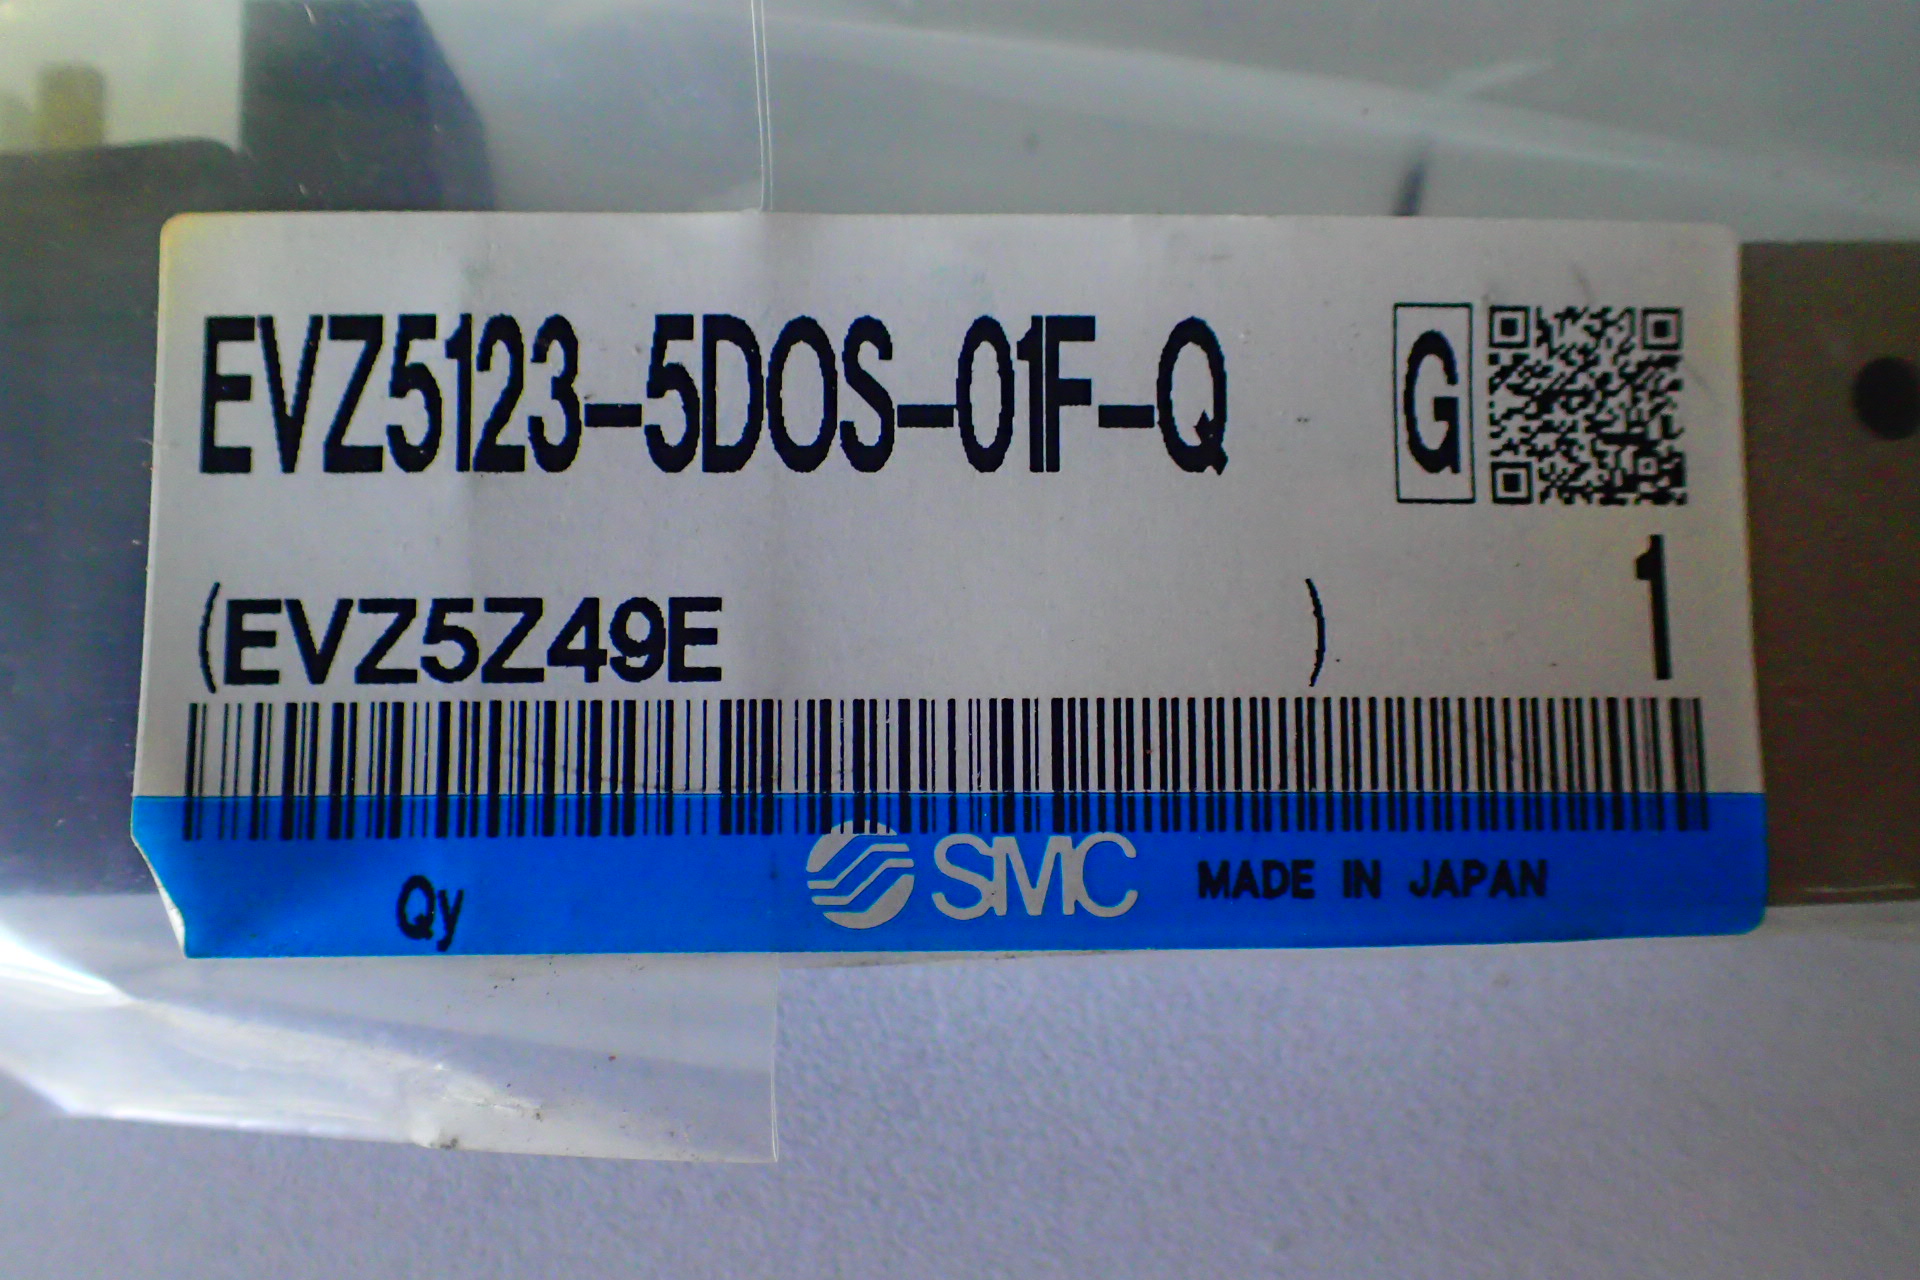 EVZ5123-5DOS-01F-Q G
(EVZ5Z49E ) 1
Qy SMC MADE IN JAPAN